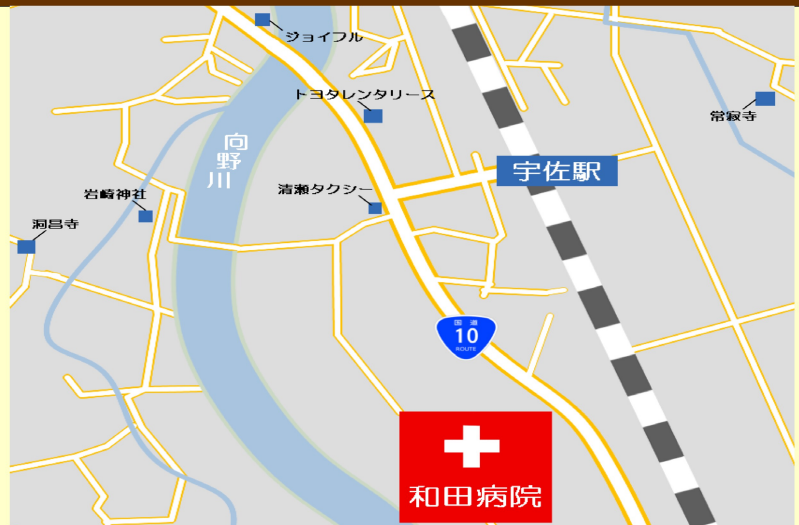 ジョイフル
トヨタレンタリース
常寂寺
向野川
宇佐駅
清瀬タクシー
岩崎神社
洞昌寺
国道
10
ROUTE
和田病院